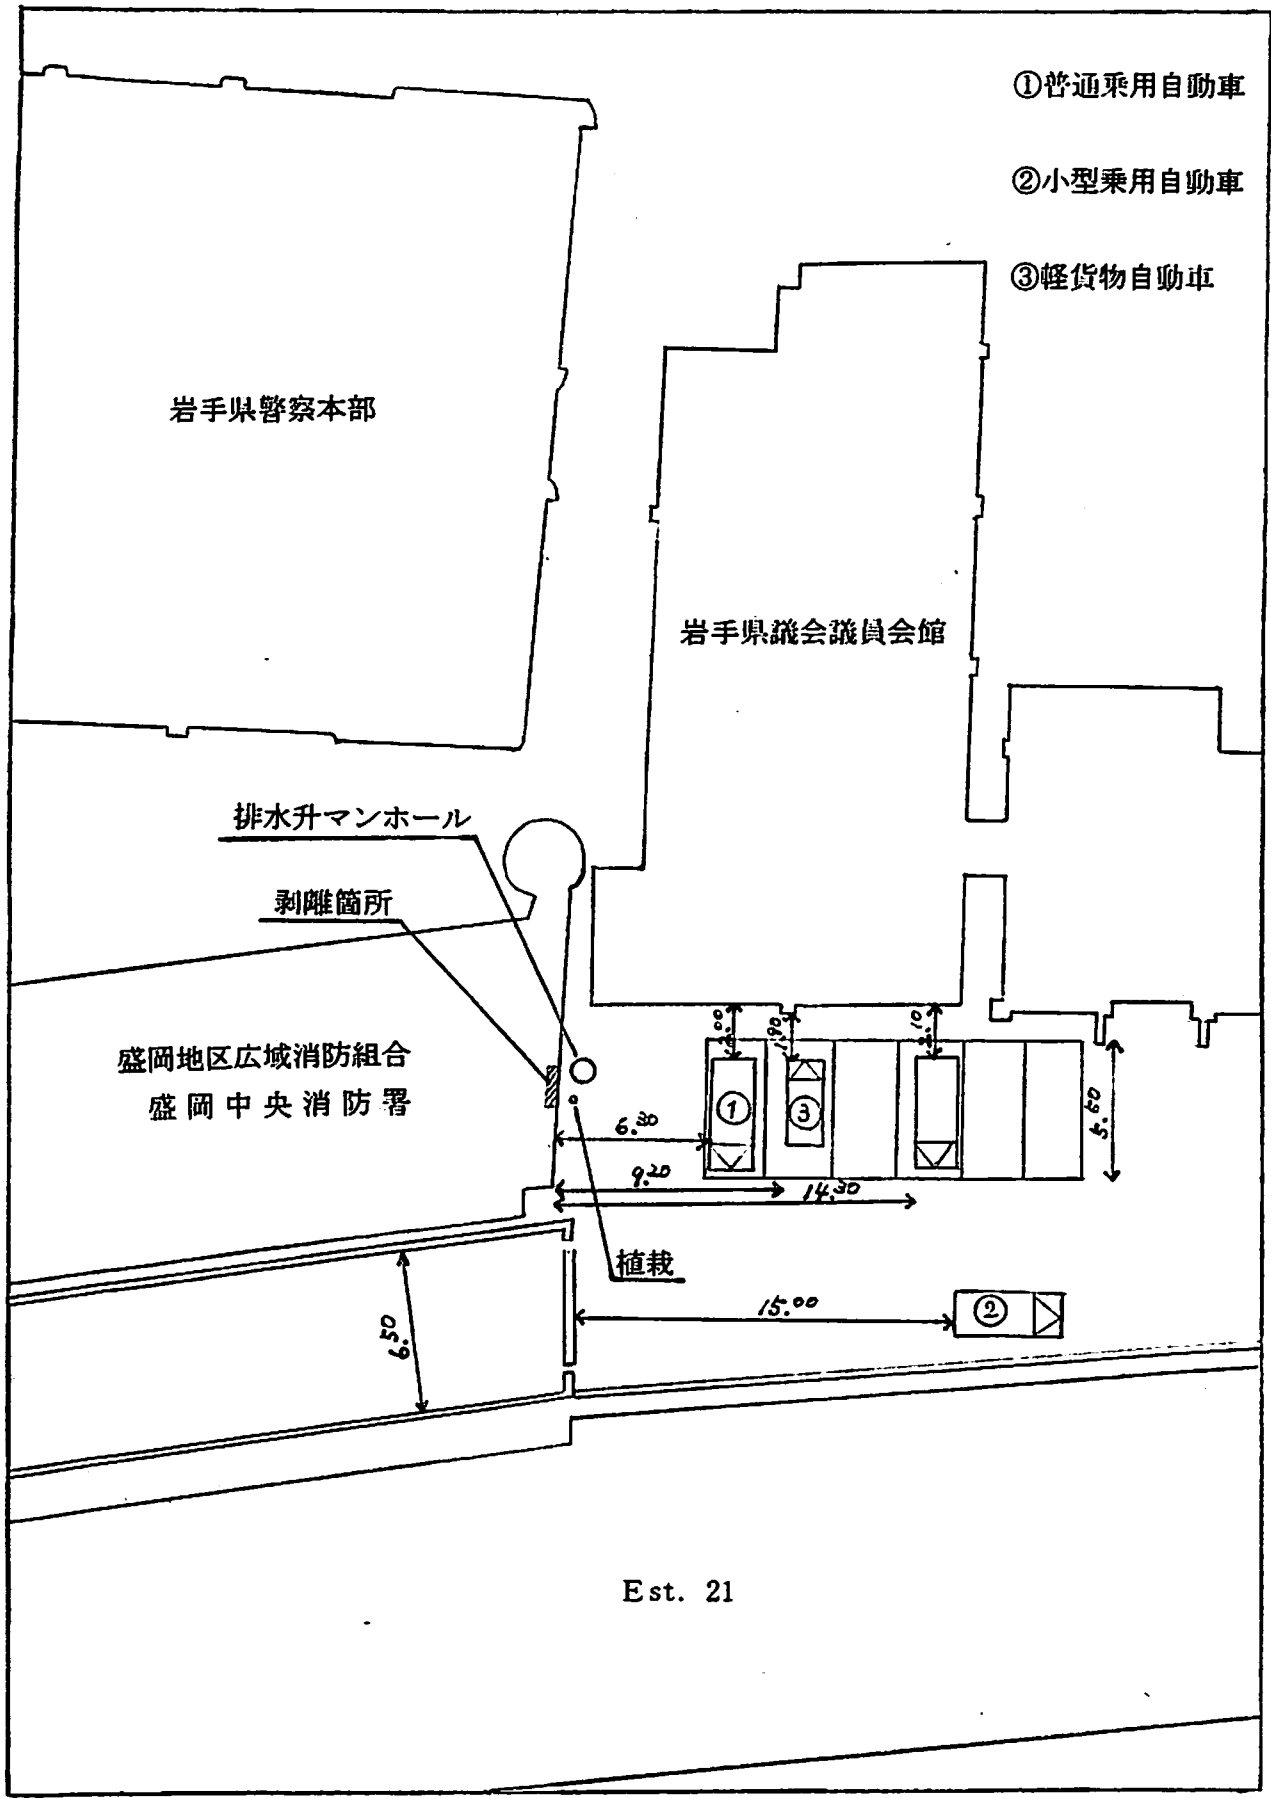 ①普通乗用自動車
②小型乗用自動車
③軽貨物自動車
岩手県警察本部
岩手県議会議員会館
排水升マンホール
剥離箇所
盛岡地区広域消防組合
盛岡中央消防署
1.90
① ③
6.30
5.60
9.20
14.30
植栽
15.00
②
6.50
Est. 21